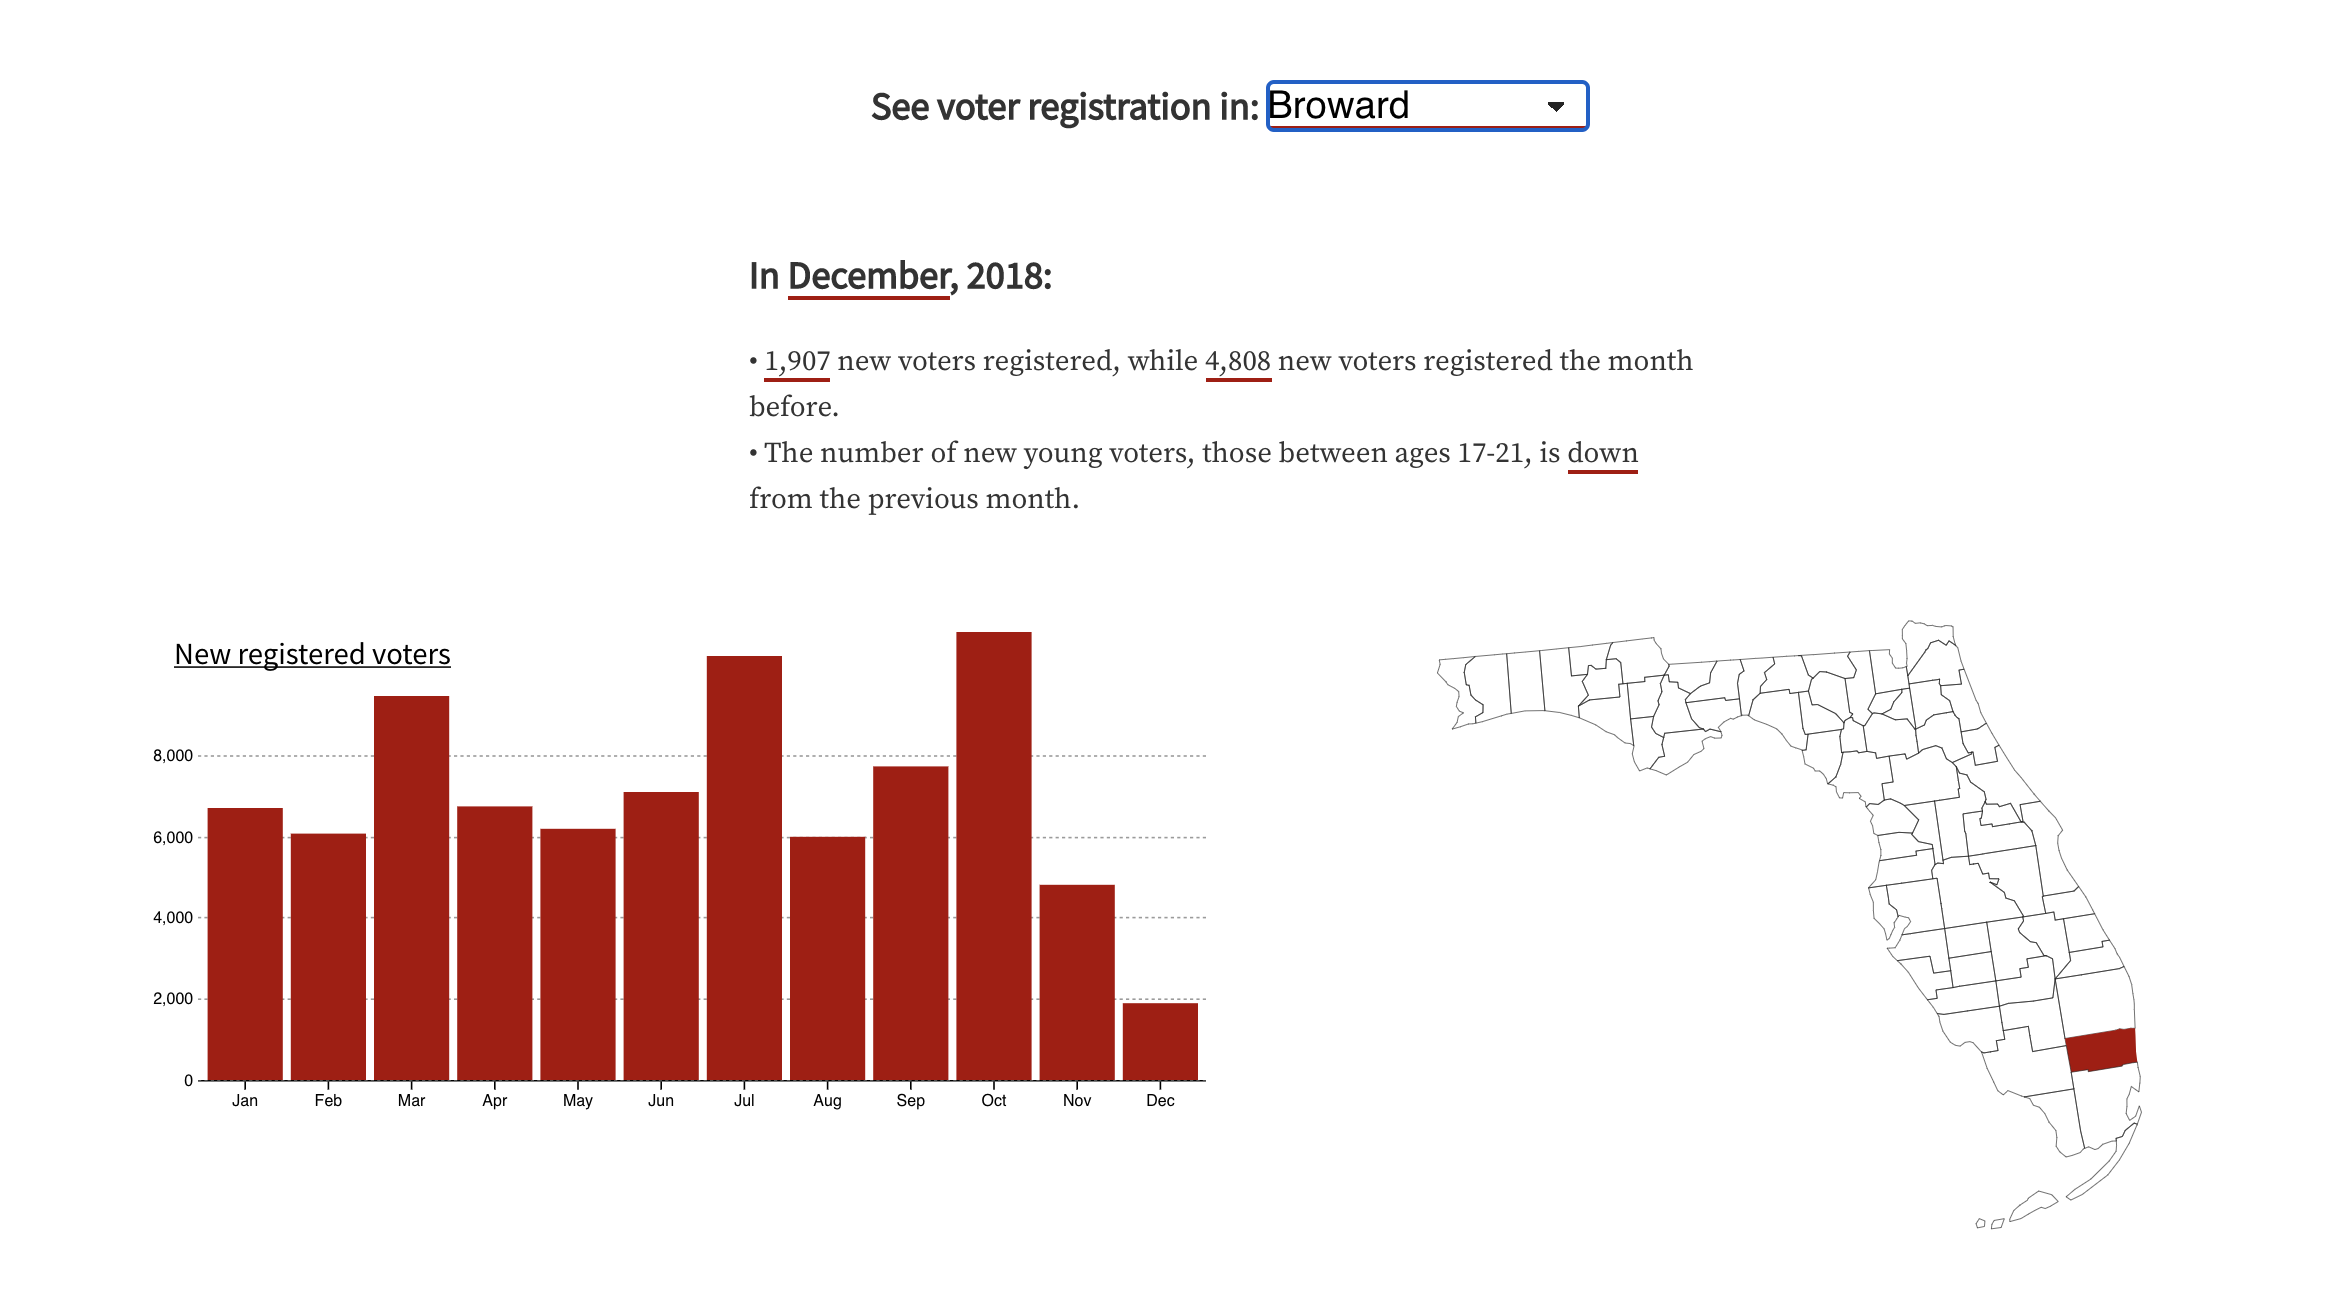 See voter registration in: Broward
In December, 2018:
• 1,907 new voters registered, while 4,808 new voters registered the month
before.
• The number of new young voters, those between ages 17-21, is down
from the previous month.
New registered voters
8,000
6,000
4,000
2,000
0
Jan Feb Mar Apr May Jun Jul Aug Sep Oct Nov Dec